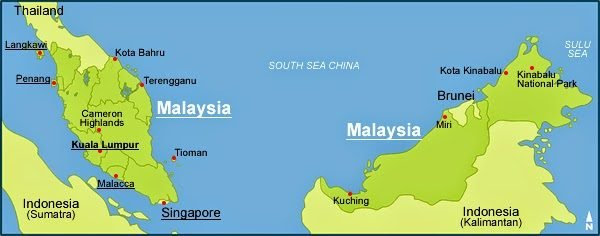 Thailand
Langkawi
Kota Bahru
Penang
Terengganu
Malaysia
Cameron
Highlands
Kuala Lumpur
Tioman
Malacca
Singapore
Indonesia
(Sumatra)
SOUTH SEA CHINA
SULU
SEA
Kota Kinabalu
Kinabalu
National Park
Brunei
Miri
Malaysia
Kuching
Indonesia
(Kalimantan)
N